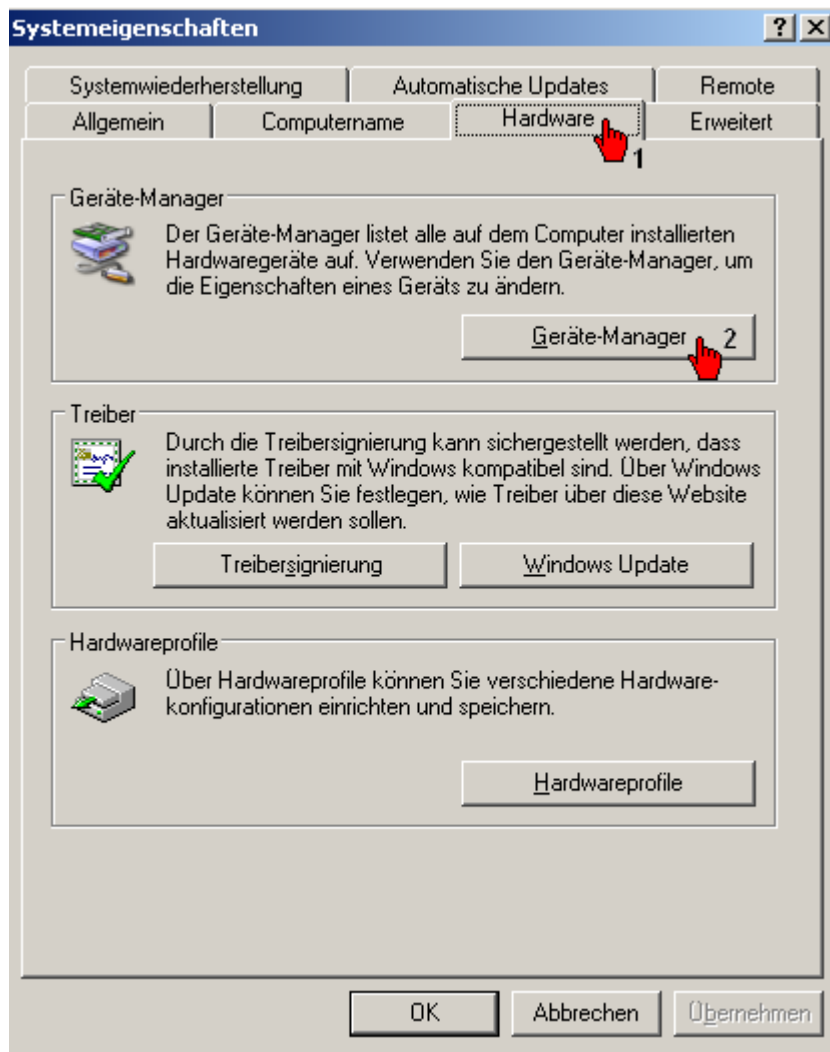 Systemeigenschaften
Systemwiederherstellung Automatische Updates Remote
Allgemein Computername Hardware Erweitert
1
Geräte-Manager
Der Geräte-Manager listet alle auf dem Computer installierten
Hardwaregeräte auf. Verwenden Sie den Geräte-Manager, um
die Eigenschaften eines Geräts zu ändern.
Geräte-Manager 2
Treiber
Durch die Treibersignierung kann sichergestellt werden, dass
installierte Treiber mit Windows kompatibel sind. Über Windows
Update können Sie festlegen, wie Treiber über diese Website
aktualisiert werden sollen.
Treibersignierung Windows Update
Hardwareprofile
Über Hardwareprofile können Sie verschiedene Hardware-
konfigurationen einrichten und speichern.
Hardwareprofile
OK Abbrechen Übernehmen